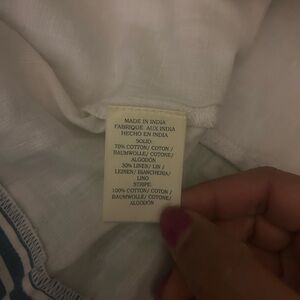 MADE IN INDIA
FABRIQUE AUX INDIA
HECHO EN INDIA
SOLID:
70% COTTON/ COTON /
BAUMWOLLE/ COTONE/
ALGODÓN
30% LINEN/ LIN /
LEINEN/ BIANCHERIA/
LINO
STRIPE:
100% COTTON/ COTON /
BAUMWOLLE/ COTONE/
ALGODÓN